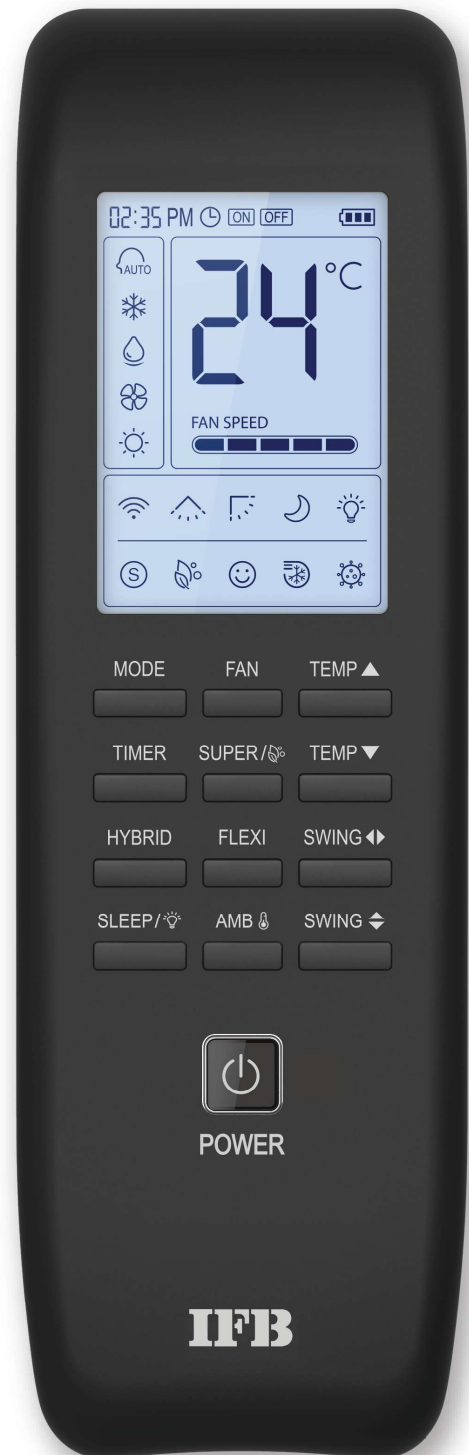 02:35 PM ON OFF
AUTO
24°C
FAN SPEED
S
MODE FAN TEMP▲
TIMER SUPER/ TEMP▼
HYBRID FLEXI SWING◀▶
SLEEP/ AMB SWING
POWER
IFB